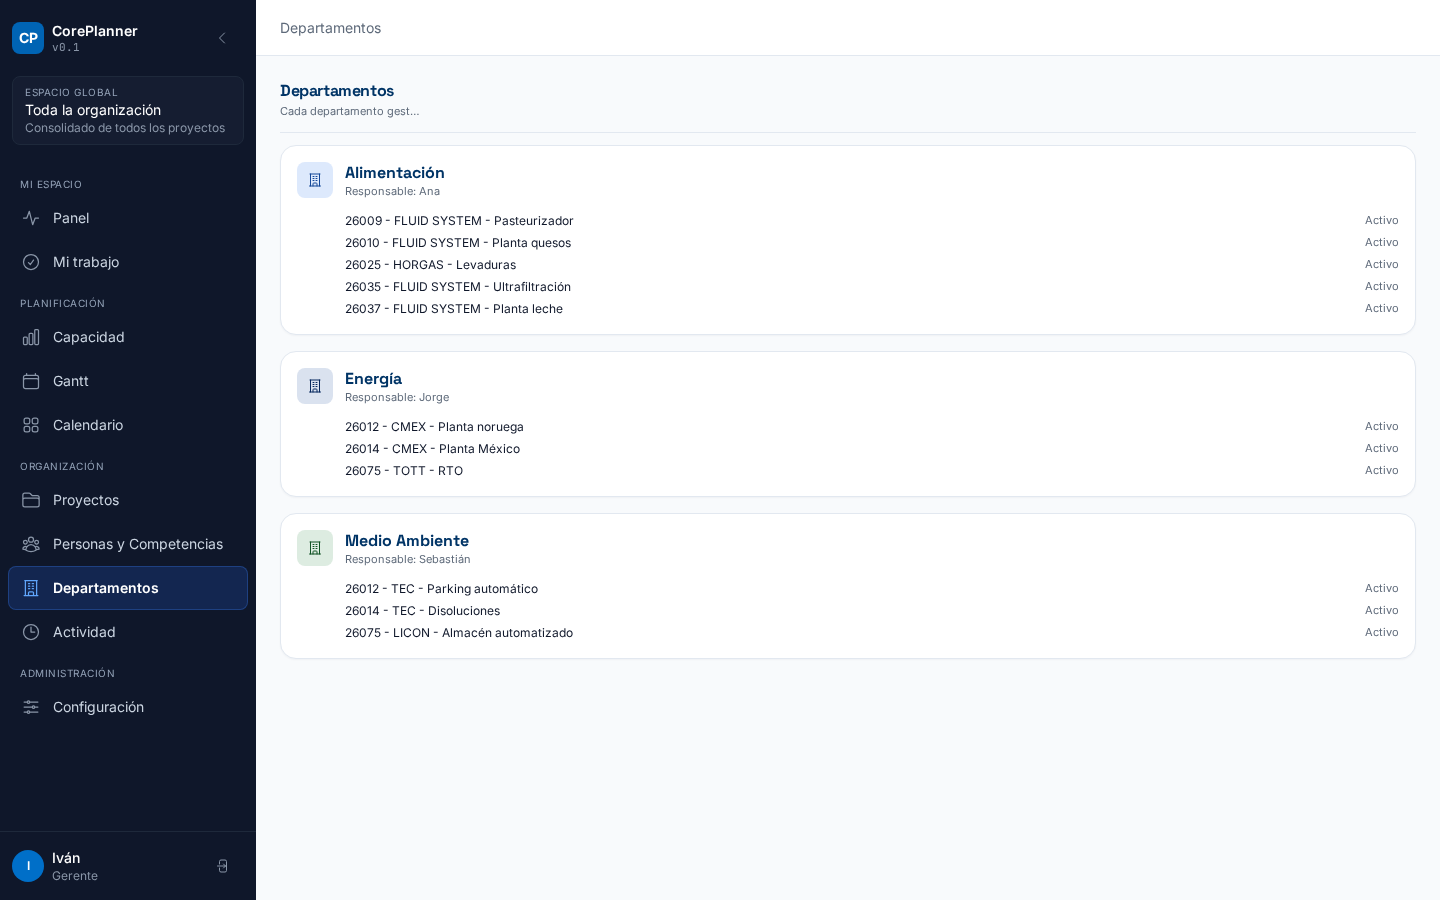 CP
CorePlanner
v0.1
ESPACIO GLOBAL
Toda la organización
Consolidado de todos los proyectos
MI ESPACIO
Panel
Mi trabajo
PLANIFICACIÓN
Capacidad
Gantt
Calendario
ORGANIZACIÓN
Proyectos
Personas y Competencias
Departamentos
Actividad
ADMINISTRACIÓN
Configuración
I
Iván
Gerente
Departamentos
Departamentos
Cada departamento gest...
Alimentación
Responsable: Ana
26009 - FLUID SYSTEM - Pasteurizador Activo
26010 - FLUID SYSTEM - Planta quesos Activo
26025 - HORGAS - Levaduras Activo
26035 - FLUID SYSTEM - Ultrafiltración Activo
26037 - FLUID SYSTEM - Planta leche Activo
Energía
Responsable: Jorge
26012 - CMEX - Planta noruega Activo
26014 - CMEX - Planta México Activo
26075 - TOTT - RTO Activo
Medio Ambiente
Responsable: Sebastián
26012 - TEC - Parking automático Activo
26014 - TEC - Disoluciones Activo
26075 - LICON - Almacén automatizado Activo